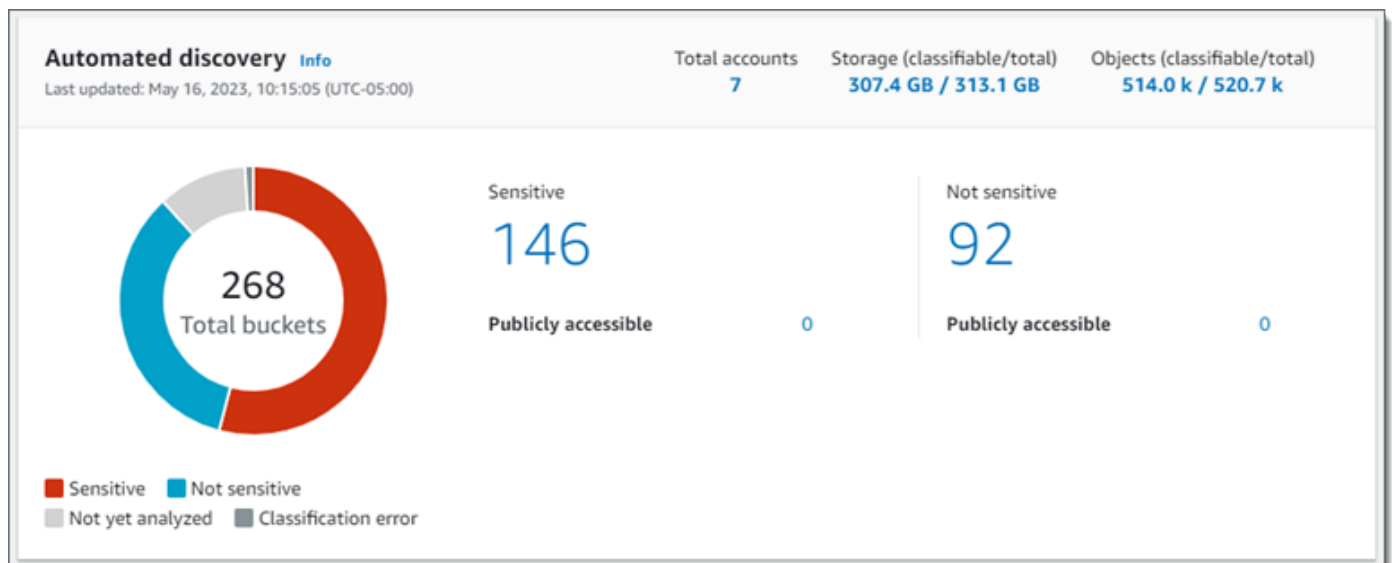 Automated discovery Info
Last updated: May 16, 2023, 10:15:05 (UTC-05:00)
Total accounts
7
Storage (classifiable/total)
307.4 GB / 313.1 GB
Objects (classifiable/total)
514.0 k / 520.7 k
268
Total buckets
Sensitive
146
Publicly accessible 0
Not sensitive
92
Publicly accessible 0
Sensitive Not sensitive
Not yet analyzed Classification error